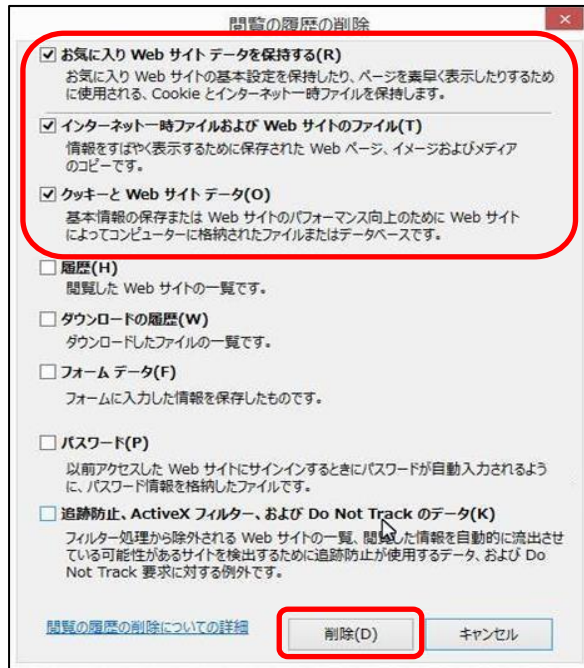 閲覧の履歴の削除
お気に入り Web サイト データを保持する(R)
お気に入り Web サイトの基本設定を保持したり、ページを素早く表示したりするため
に使用される、Cookie とインターネット一時ファイルを保持します。
インターネット一時ファイルおよび Web サイトのファイル(T)
情報をすばやく表示するために保存された Web ページ、イメージおよびメディア
のコピーです。
クッキーと Web サイト データ(O)
基本情報の保存または Web サイトのパフォーマンス向上のために Web サイト
によってコンピューターに格納されたファイルまたはデータベースです。
履歴(H)
閲覧した Web サイトの一覧です。
ダウンロードの履歴(W)
ダウンロードしたファイルの一覧です。
フォーム データ(F)
フォームに入力した情報を保存したものです。
パスワード(P)
以前アクセスした Web サイトにサインインするときにパスワードが自動入力されるよう
に、パスワード情報を格納したファイルです。
追跡防止、ActiveX フィルター、および Do Not Track のデータ(K)
フィルター処理から除外される Web サイトの一覧、閲覧した情報を自動的に流出させ
ている可能性があるサイトを検出するために追跡防止が使用するデータ、および Do
Not Track 要求に対する例外です。
閲覧の履歴の削除についての詳細
削除(D)
キャンセル